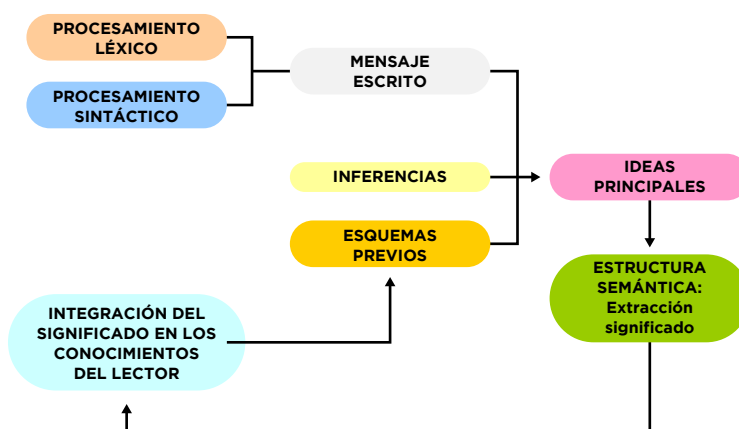 PROCESAMIENTO
LÉXICO
MENSAJE
ESCRITO
PROCESAMIENTO
SINTÁCTICO
INFERENCIAS
IDEAS
PRINCIPALES
ESQUEMAS
PREVIOS
ESTRUCTURA
SEMÁNTICA:
Extracción
significado
INTEGRACIÓN DEL
SIGNIFICADO EN LOS
CONOCIMIENTOS
DEL LECTOR